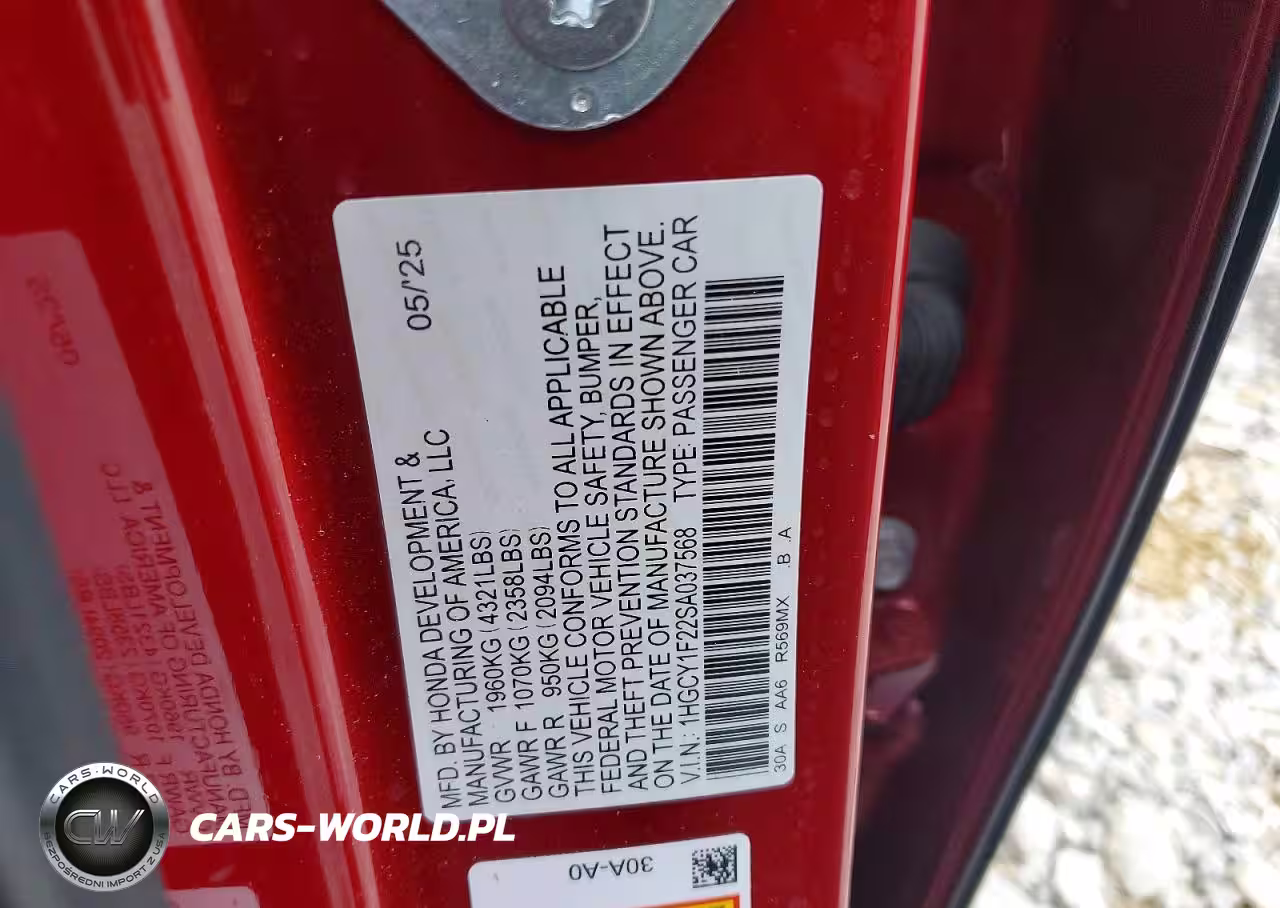 MFD. BY HONDA DEVELOPMENT &
MANUFACTURING OF AMERICA, LLC 05/'25
GVWR 1960KG (4321LBS)
GAWR F 1070KG (2358LBS)
GAWR R 950KG (2094LBS)
THIS VEHICLE CONFORMS TO ALL APPLICABLE
FEDERAL MOTOR VEHICLE SAFETY, BUMPER,
AND THEFT PREVENTION STANDARDS IN EFFECT
ON THE DATE OF MANUFACTURE SHOWN ABOVE.
V.I.N.: 1HGCY1F22SA037568 TYPE: PASSENGER CAR
30A S AA6 R569MX .B .A
30A-A0
CARS-WORLD
CW
BEZPOŚREDNI IMPORT Z USA
CARS-WORLD.PL